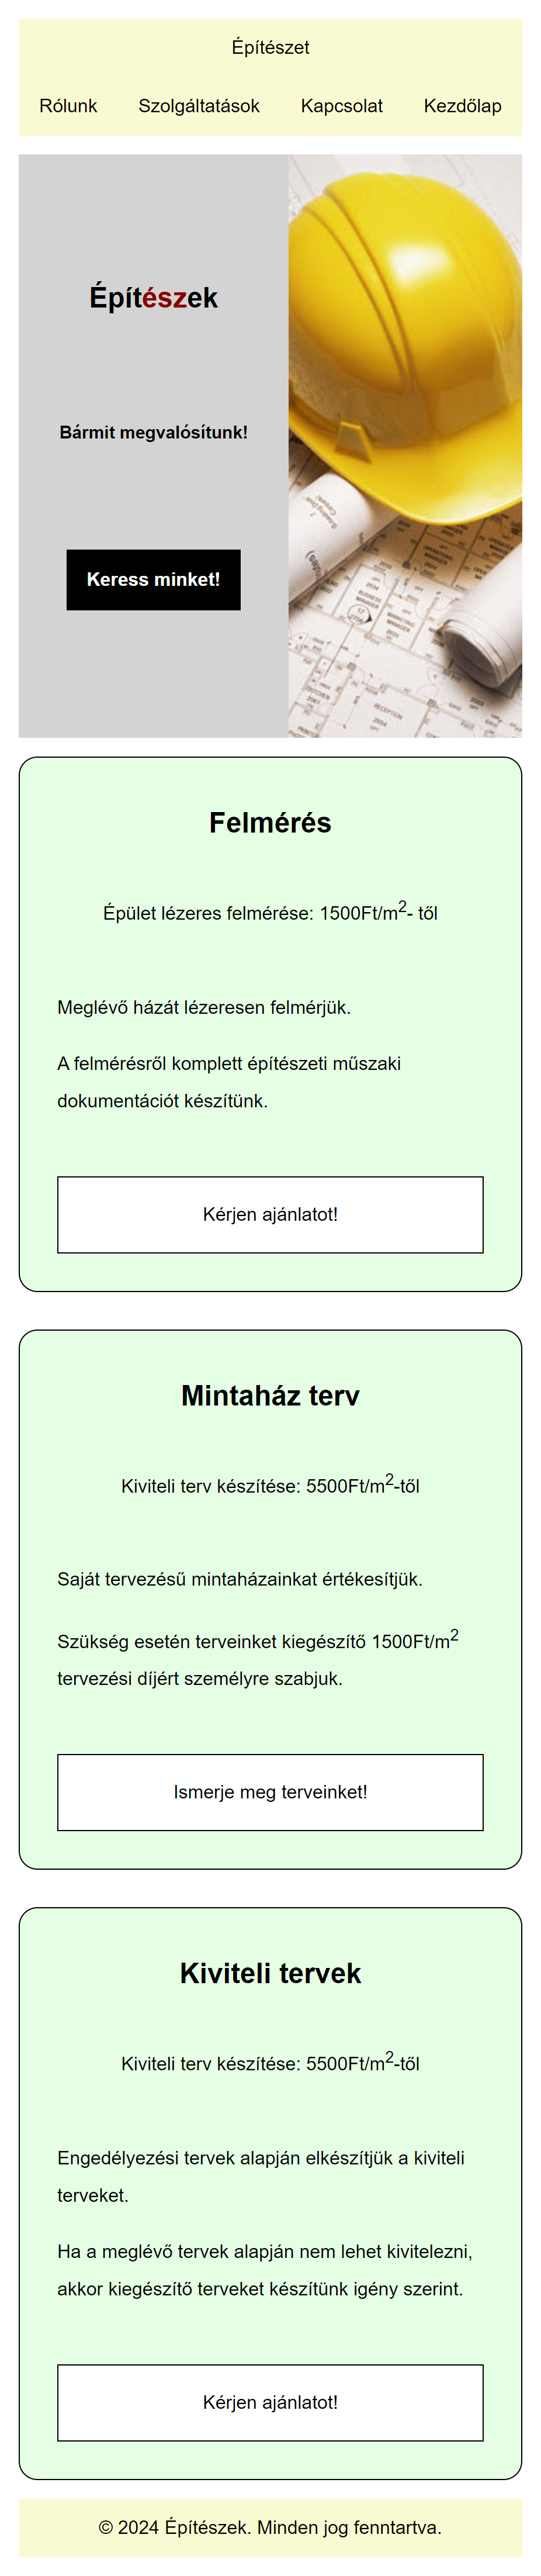 Építészet
Rólunk Szolgáltatások Kapcsolat Kezdőlap
Építészek
Bármit megvalósítunk!
Keress minket!
Felmérés
Épület lézeres felmérése: 1500Ft/m²- től
Meglévő házát lézeresen felmérjük.
A felmérésről komplett építészeti műszaki
dokumentációt készítünk.
Kérjen ajánlatot!
Mintaház terv
Kiviteli terv készítése: 5500Ft/m²-től
Saját tervezésű mintaházainkat értékesítjük.
Szükség esetén terveinket kiegészítő 1500Ft/m²
tervezési díjért személyre szabjuk.
Ismerje meg terveinket!
Kiviteli tervek
Kiviteli terv készítése: 5500Ft/m²-től
Engedélyezési tervek alapján elkészítjük a kiviteli
terveket.
Ha a meglévő tervek alapján nem lehet kivitelezni,
akkor kiegészítő terveket készítünk igény szerint.
Kérjen ajánlatot!
© 2024 Építészek. Minden jog fenntartva.